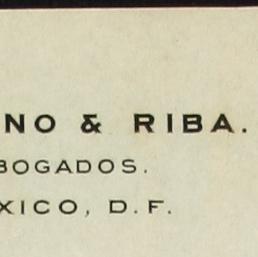 NO & RIBA.
BOGADOS.
XICO, D. F.